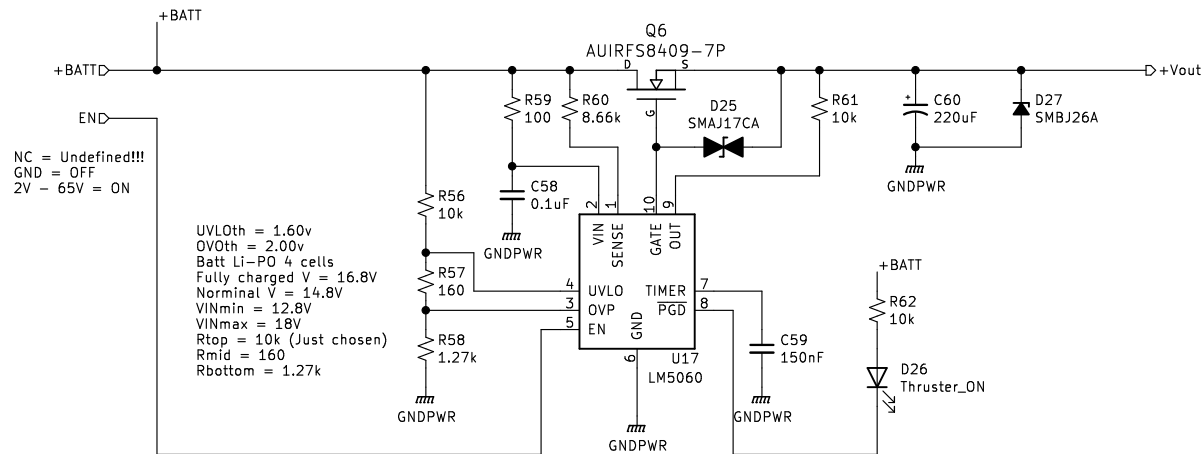 +BATT
Q6
AUIRFS8409-7P
+BATT
D
S
G
+Vout
EN
R59
100
R60
8.66k
D25
SMAJ17CA
R61
10k
C60
220uF
D27
SMBJ26A
+
NC = Undefined!!!
GND = OFF
2V - 65V = ON
GNDPWR
R56
10k
C58
0.1uF
GNDPWR
2
1
10
9
VIN
SENSE
GATE
OUT
UVLOth = 1.60v
OVOth = 2.00v
Batt Li-PO 4 cells
Fully charged V = 16.8V
Norminal V = 14.8V
VINmin = 12.8V
VINmax = 18V
Rtop = 10k (Just chosen)
Rmid = 160
Rbottom = 1.27k
R57
160
R58
1.27k
GNDPWR
4
UVLO
3
OVP
5
EN
GND
6
TIMER
7
PGD
8
U17
LM5060
GNDPWR
C59
150nF
GNDPWR
+BATT
R62
10k
D26
Thruster_ON